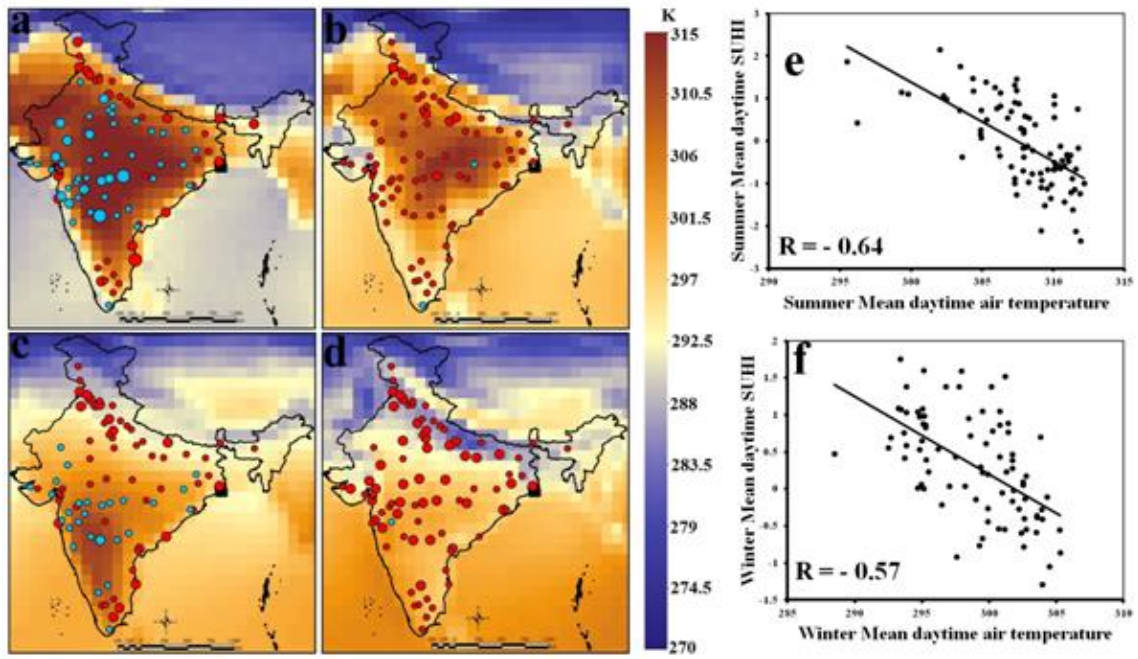 a
b
c
d
K
315
310.5
306
301.5
297
292.5
288
283.5
279
274.5
270
e
Summer Mean daytime SUHI
3
2
1
0
-1
-2
-3
R = - 0.64
290
295
300
305
310
315
Summer Mean daytime air temperature
f
Winter Mean daytime SUHI
2
1.5
1
0.5
0
-0.5
-1
-1.5
R = - 0.57
285
290
295
300
305
310
Winter Mean daytime air temperature